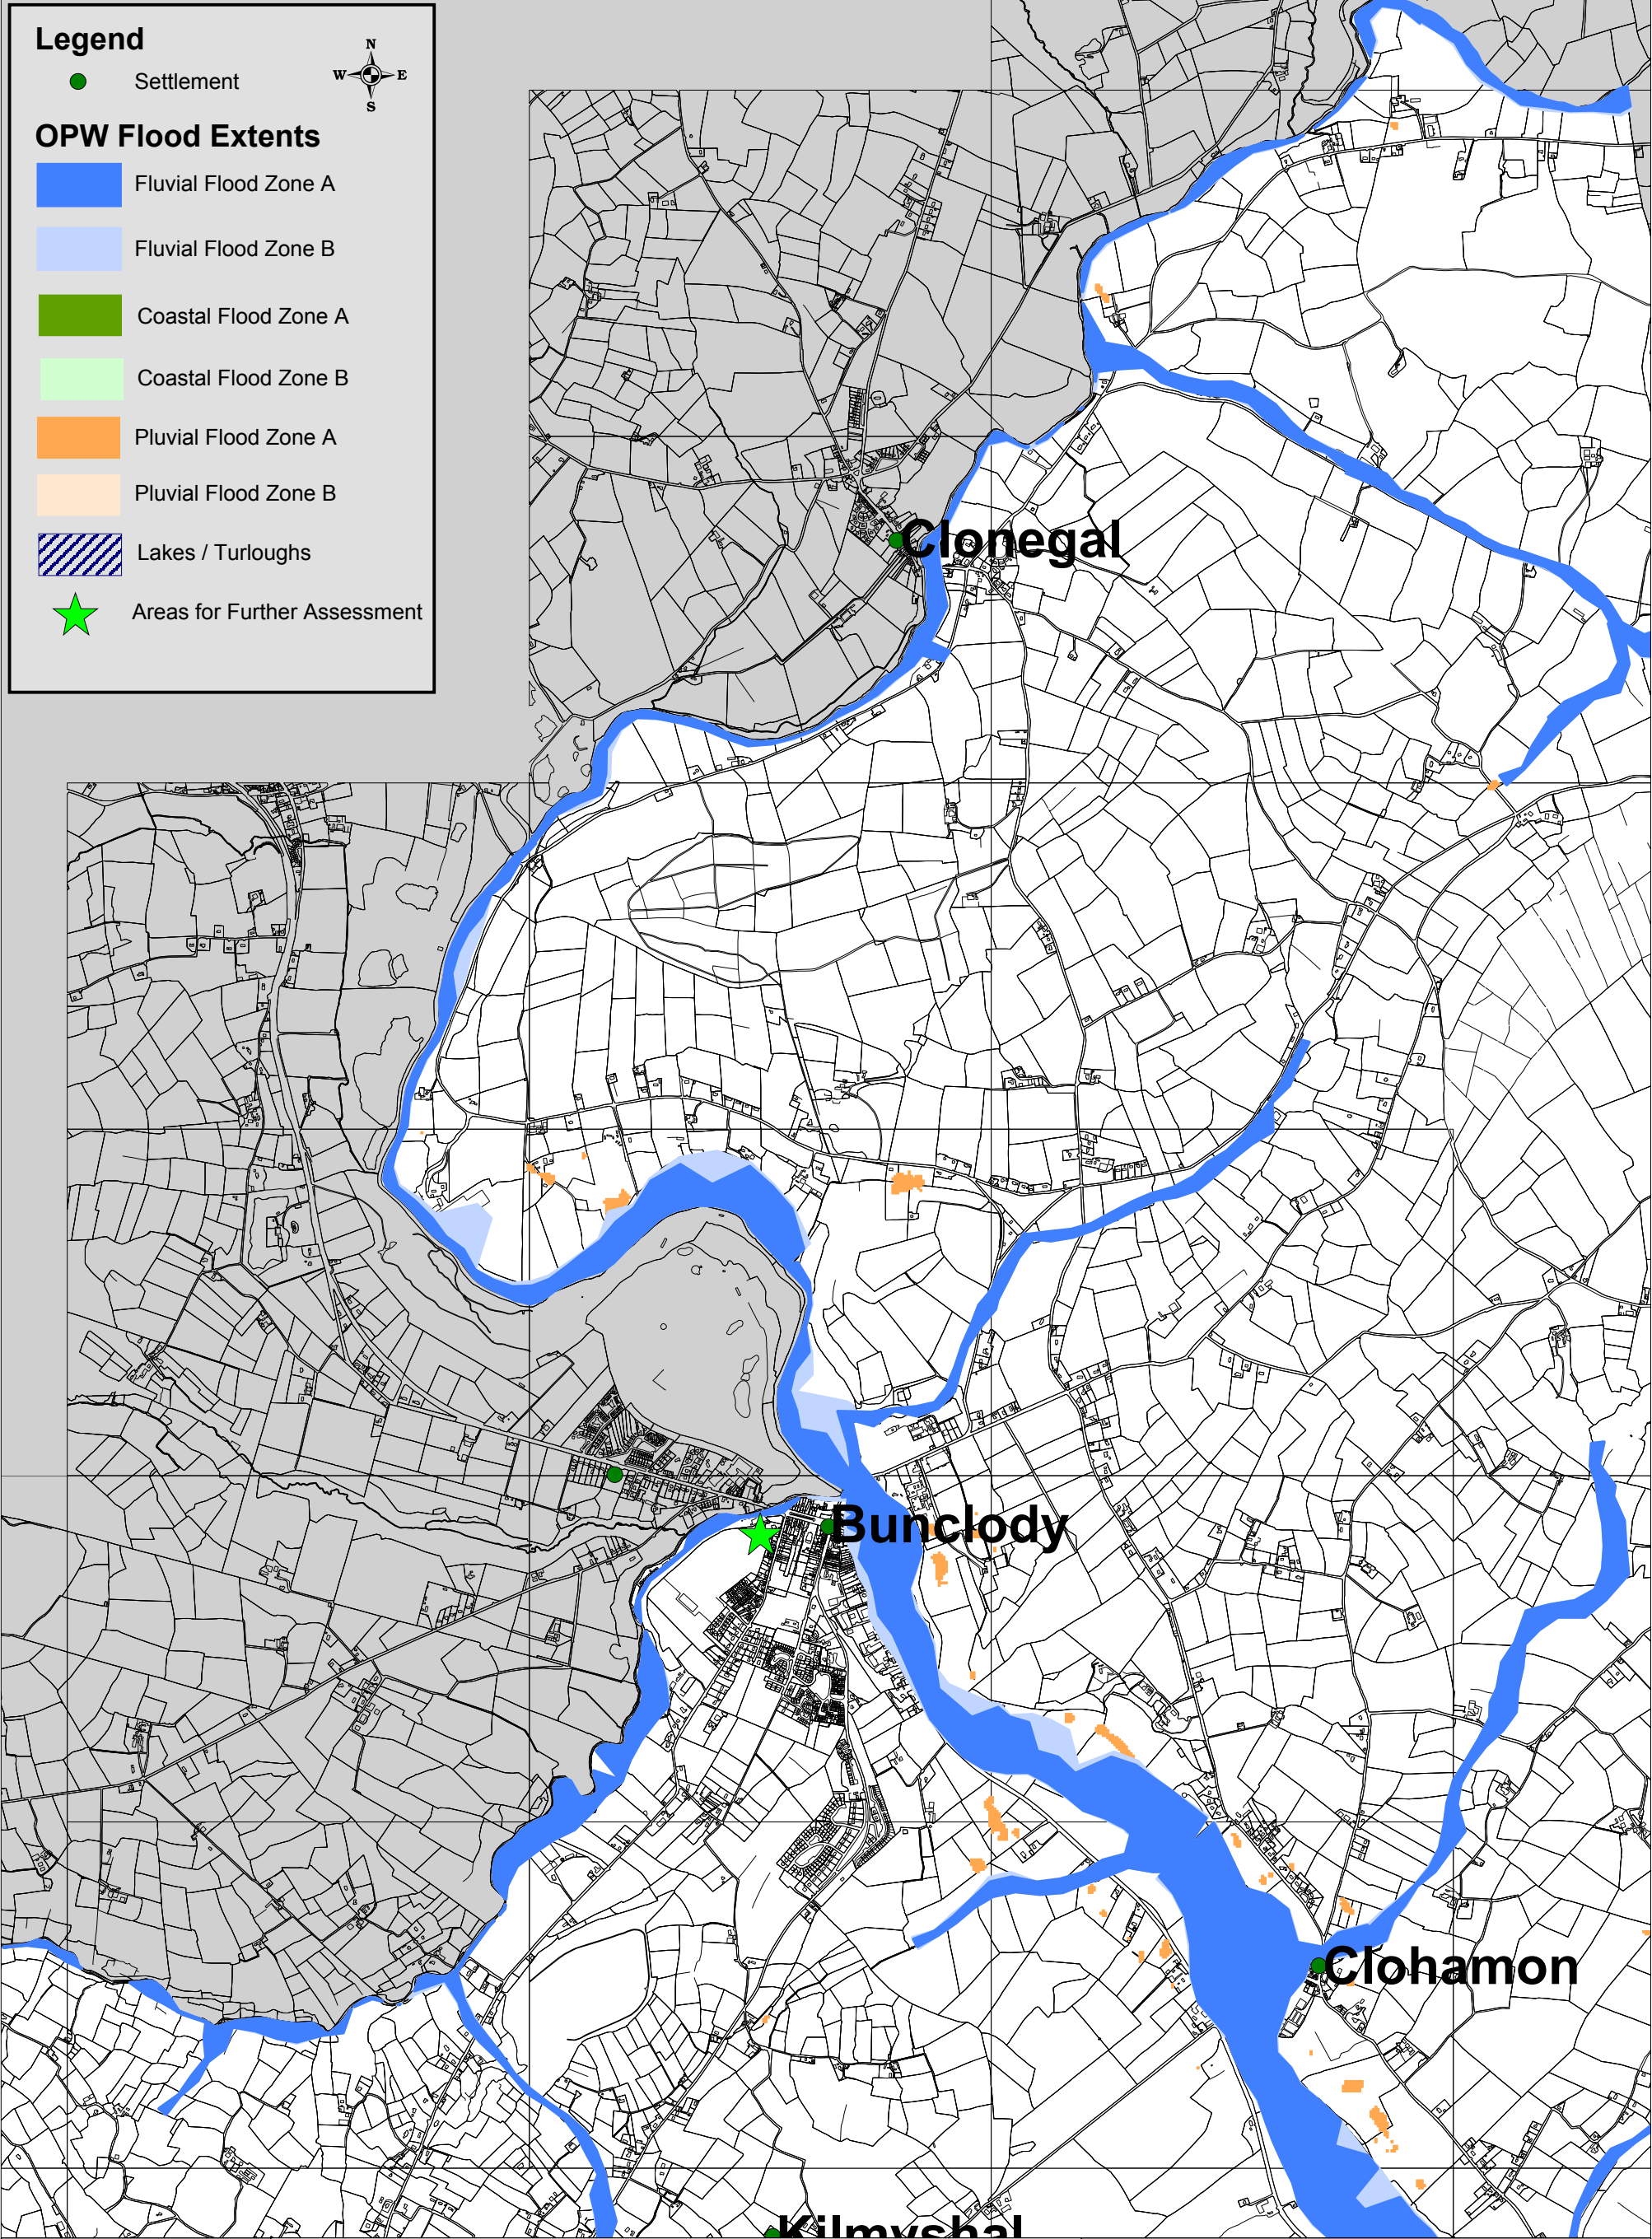 Legend
N
W E
S
Settlement
OPW Flood Extents
Fluvial Flood Zone A
Fluvial Flood Zone B
Coastal Flood Zone A
Coastal Flood Zone B
Pluvial Flood Zone A
Pluvial Flood Zone B
Lakes / Turloughs
Areas for Further Assessment
Clonegal
Bunclody
Clohamon
Kilmyshal